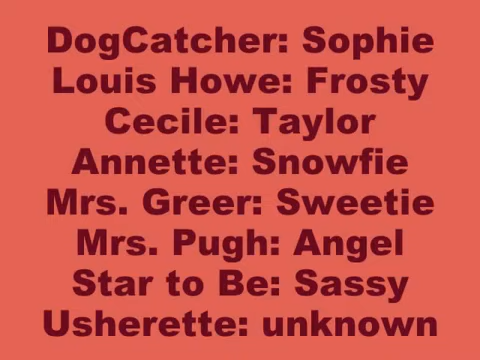 DogCatcher: Sophie
Louis Howe: Frosty
Cecile: Taylor
Annette: Snowfie
Mrs. Greer: Sweetie
Mrs. Pugh: Angel
Star to Be: Sassy
Usherette: unknown